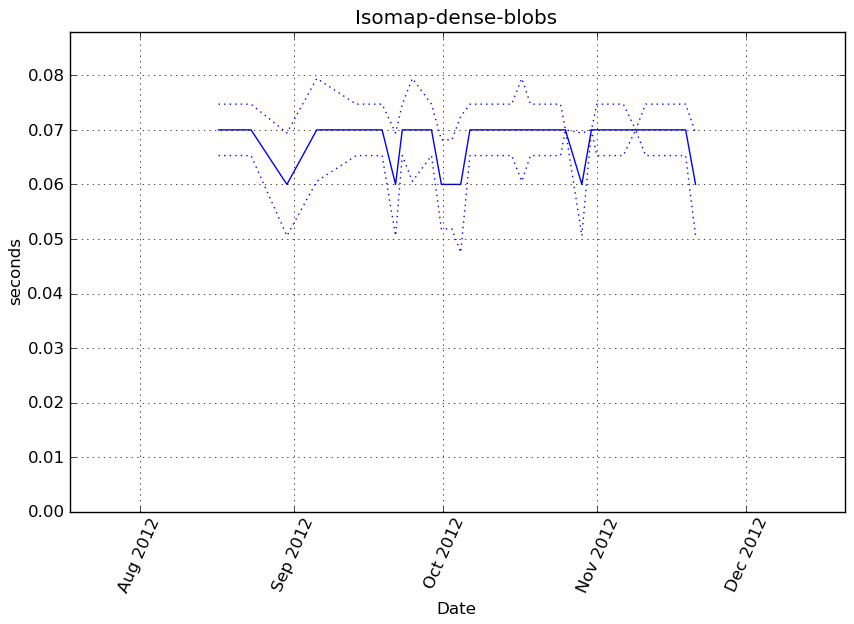 Isomap-dense-blobs
0.08
0.07
0.06
0.05
0.04
0.03
0.02
0.01
0.00
seconds
Aug 2012
Sep 2012
Oct 2012
Nov 2012
Dec 2012
Date